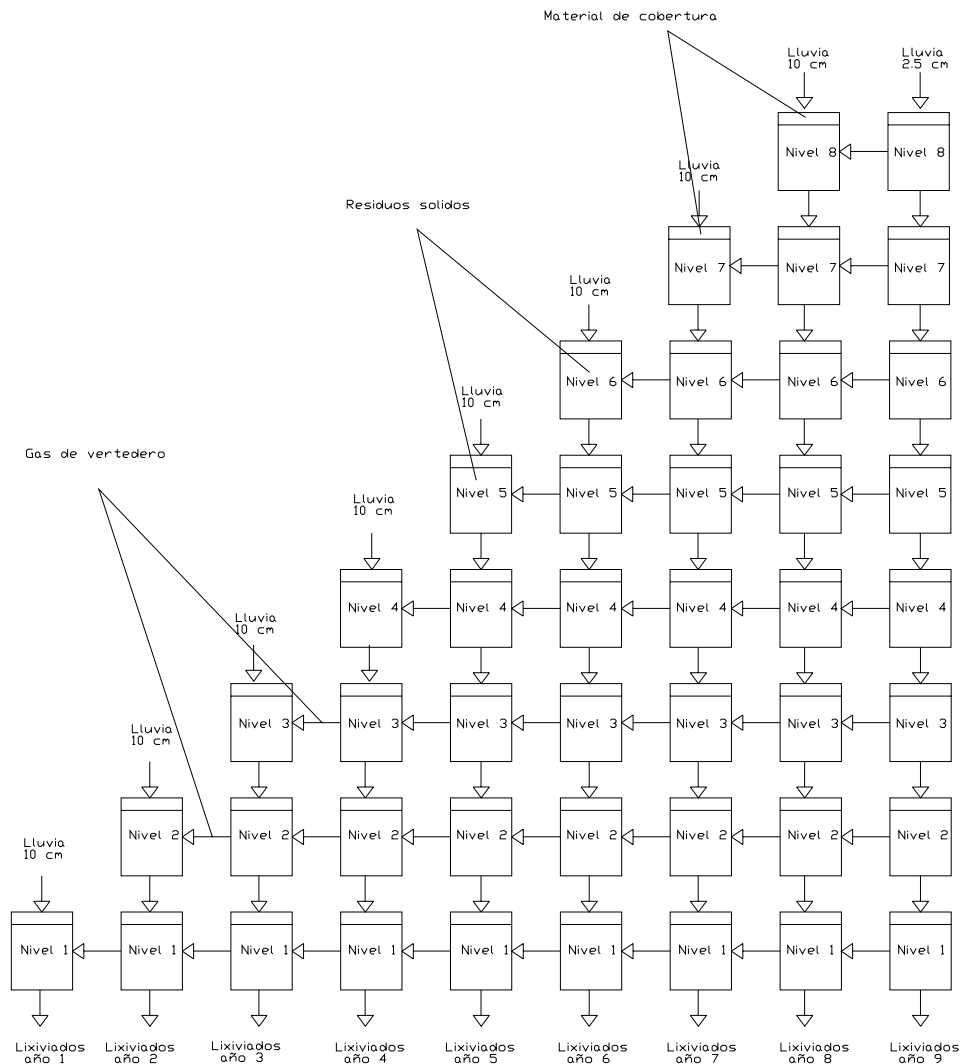 Material de cobertura
Lluvia
10 cm
Lluvia
2.5 cm
Nivel 8
Nivel 8
Lluvia
10 cm
Residuos solidos
Nivel 7
Nivel 7
Nivel 7
Lluvia
10 cm
Nivel 6
Nivel 6
Nivel 6
Nivel 6
Lluvia
10 cm
Gas de vertedero
Nivel 5
Nivel 5
Nivel 5
Nivel 5
Nivel 5
Lluvia
10 cm
Nivel 4
Nivel 4
Nivel 4
Nivel 4
Nivel 4
Nivel 4
Lluvia
10 cm
Nivel 3
Nivel 3
Nivel 3
Nivel 3
Nivel 3
Nivel 3
Nivel 3
Lluvia
10 cm
Nivel 2
Nivel 2
Nivel 2
Nivel 2
Nivel 2
Nivel 2
Nivel 2
Nivel 2
Lluvia
10 cm
Nivel 1
Nivel 1
Nivel 1
Nivel 1
Nivel 1
Nivel 1
Nivel 1
Nivel 1
Nivel 1
Lixiviados
año 1
Lixiviados
año 2
Lixiviados
año 3
Lixiviados
año 4
Lixiviados
año 5
Lixiviados
año 6
Lixiviados
año 7
Lixiviados
año 8
Lixiviados
año 9